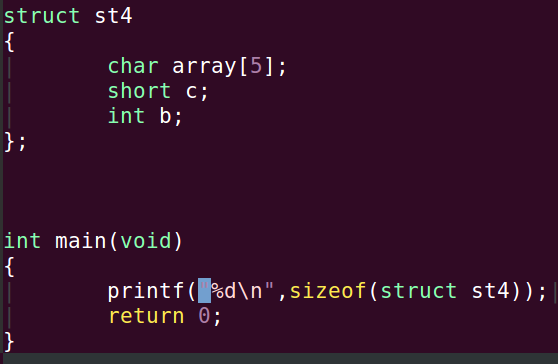 struct st4
{
char array[5];
short c;
int b;
};
int main(void)
{
printf("%d\n",sizeof(struct st4));
return 0;
}